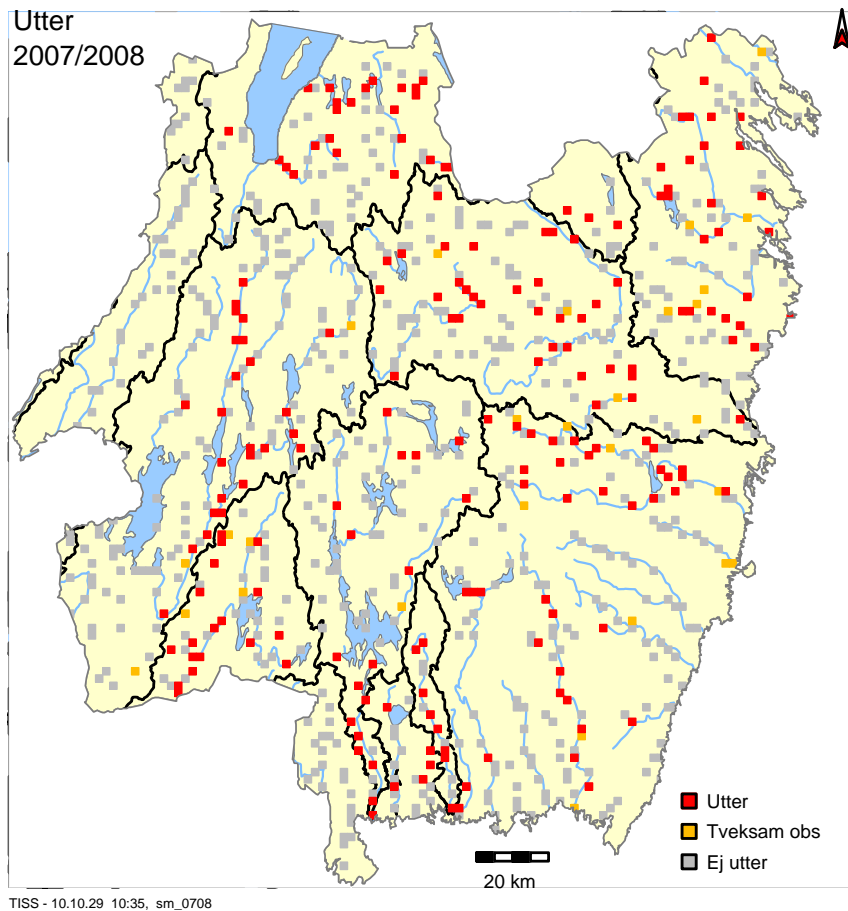 Utter
2007/2008
Utter
Tveksam obs
Ej utter
20 km
TISS - 10.10.29 10:35, sm_0708